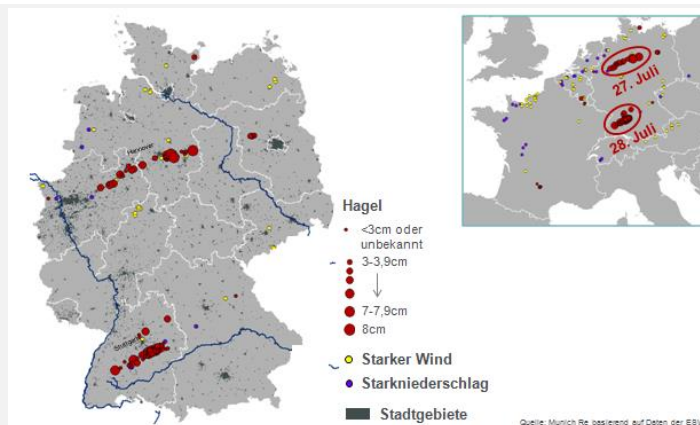 Hannover
Stuttgart
27. Juli
28. Juli
Hagel
<3cm oder
unbekannt
3-3,9cm
7-7,9cm
8cm
Starker Wind
Starkniederschlag
Stadtgebiete
Quelle: Munich Re basierend auf Daten der